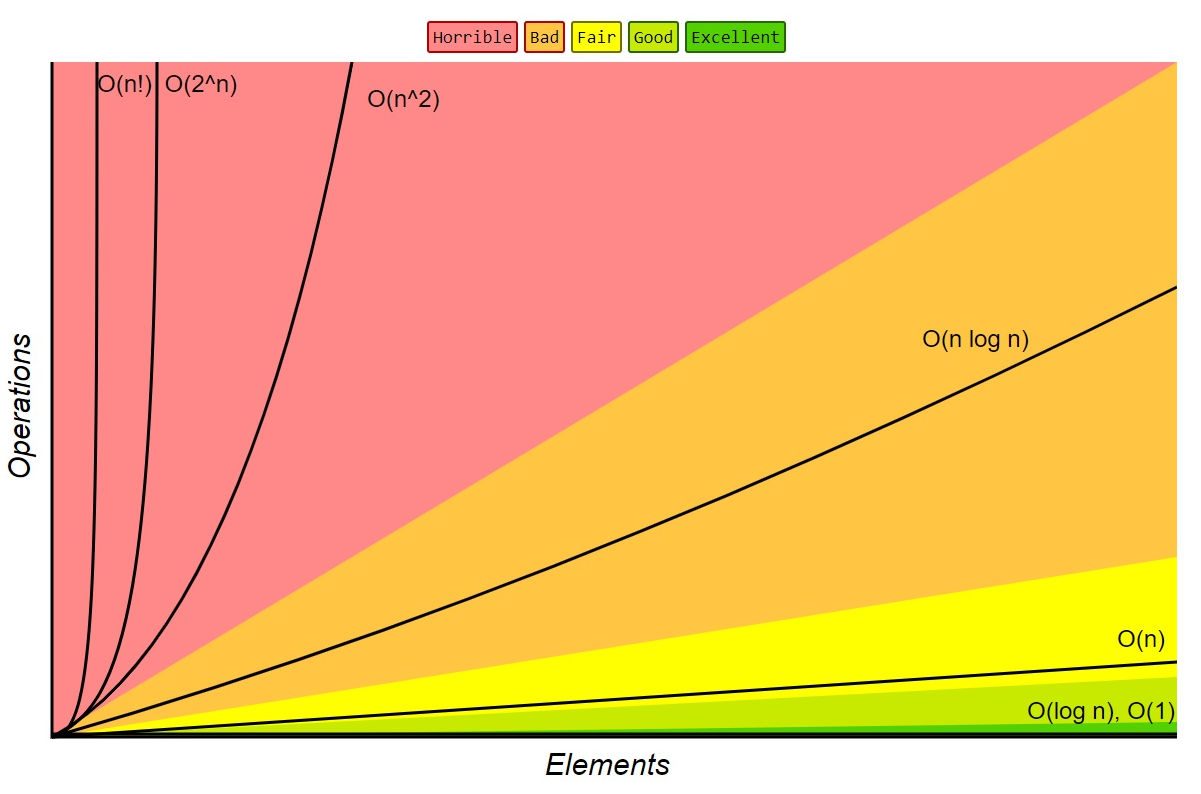 Horrible Bad Fair Good Excellent
O(n!) O(2^n)
O(n^2)
O(n log n)
O(n)
O(log n), O(1)
Operations
Elements